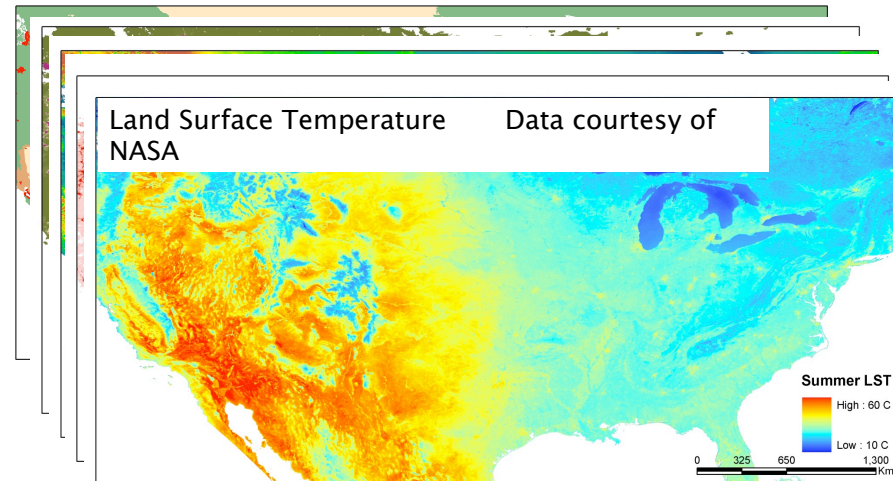 Land Surface Temperature Data courtesy of
NASA
Summer LST
High : 60 C
Low : 10 C
0 325 650 1,300
Km